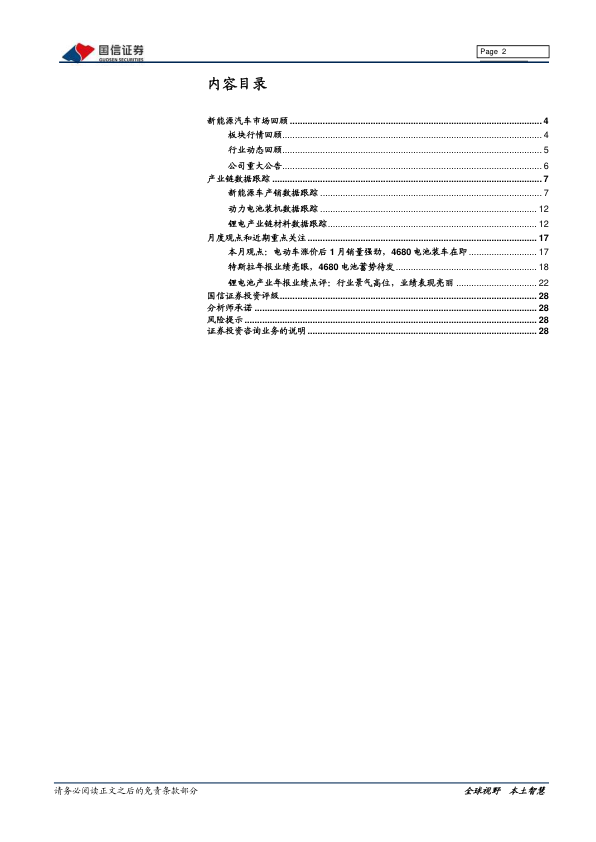 国信证券
GUOSEN SECURITIES
Page 2
内容目录
新能源汽车市场回顾 4
板块行情回顾 4
行业动态回顾 5
公司重大公告 6
产业链数据跟踪 7
新能源车产销数据跟踪 7
动力电池装机数据跟踪 12
锂电产业链材料数据跟踪 12
月度观点和近期重点关注 17
本月观点：电动车涨价后 1 月销量强劲，4680 电池装车在即 17
特斯拉年报业绩亮眼，4680 电池蓄势待发 18
锂电池产业年报业绩点评：行业景气高位，业绩表现亮丽 22
国信证券投资评级 28
分析师承诺 28
风险提示 28
证券投资咨询业务的说明 28
请务必阅读正文之后的免责条款部分
全球视野 本土智慧